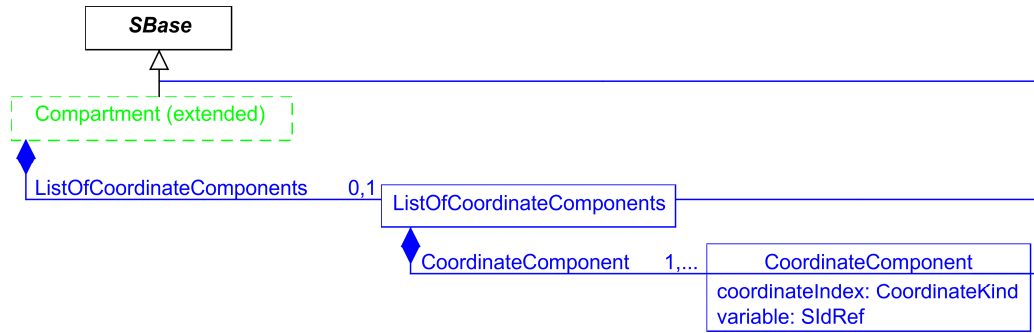 SBase
Compartment (extended)
ListOfCoordinateComponents 0,1
ListOfCoordinateComponents
CoordinateComponent 1,...
CoordinateComponent
coordinateIndex: CoordinateKind
variable: SIdRef